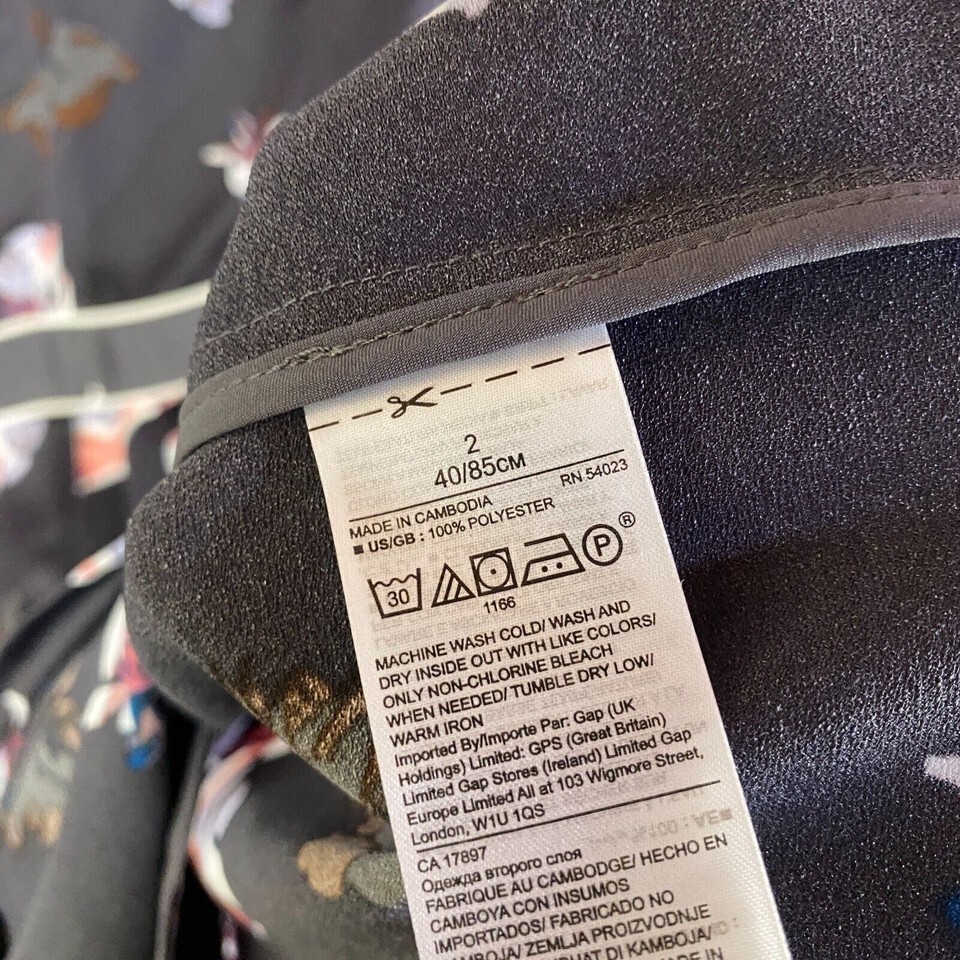 2
40/85CM
RN 54023
MADE IN CAMBODIA
■ US/GB : 100% POLYESTER
30
P
®
1166
MACHINE WASH COLD/ WASH AND
DRY INSIDE OUT WITH LIKE COLORS/
ONLY NON-CHLORINE BLEACH
WHEN NEEDED/ TUMBLE DRY LOW/
WARM IRON
Imported By/Importe Par: Gap (UK
Holdings) Limited: GPS (Great Britain)
Limited Gap Stores (Ireland) Limited Gap
Europe Limited All at 103 Wigmore Street,
London, W1U 1QS
CA 17897
Одежда второго слоя
FABRIQUE AU CAMBODGE/ HECHO EN
CAMBOYA CON INSUMOS
IMPORTADOS/ FABRICADO NO
CAMBOJA/ ZEMLJA PROIZVODNJE
DI KAMBOJA/